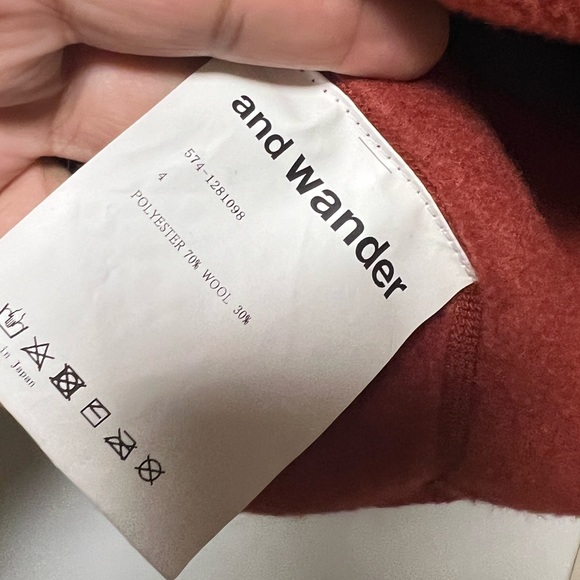 and wander
574-1281098
4
POLYESTER 70% WOOL 30%
in Japan